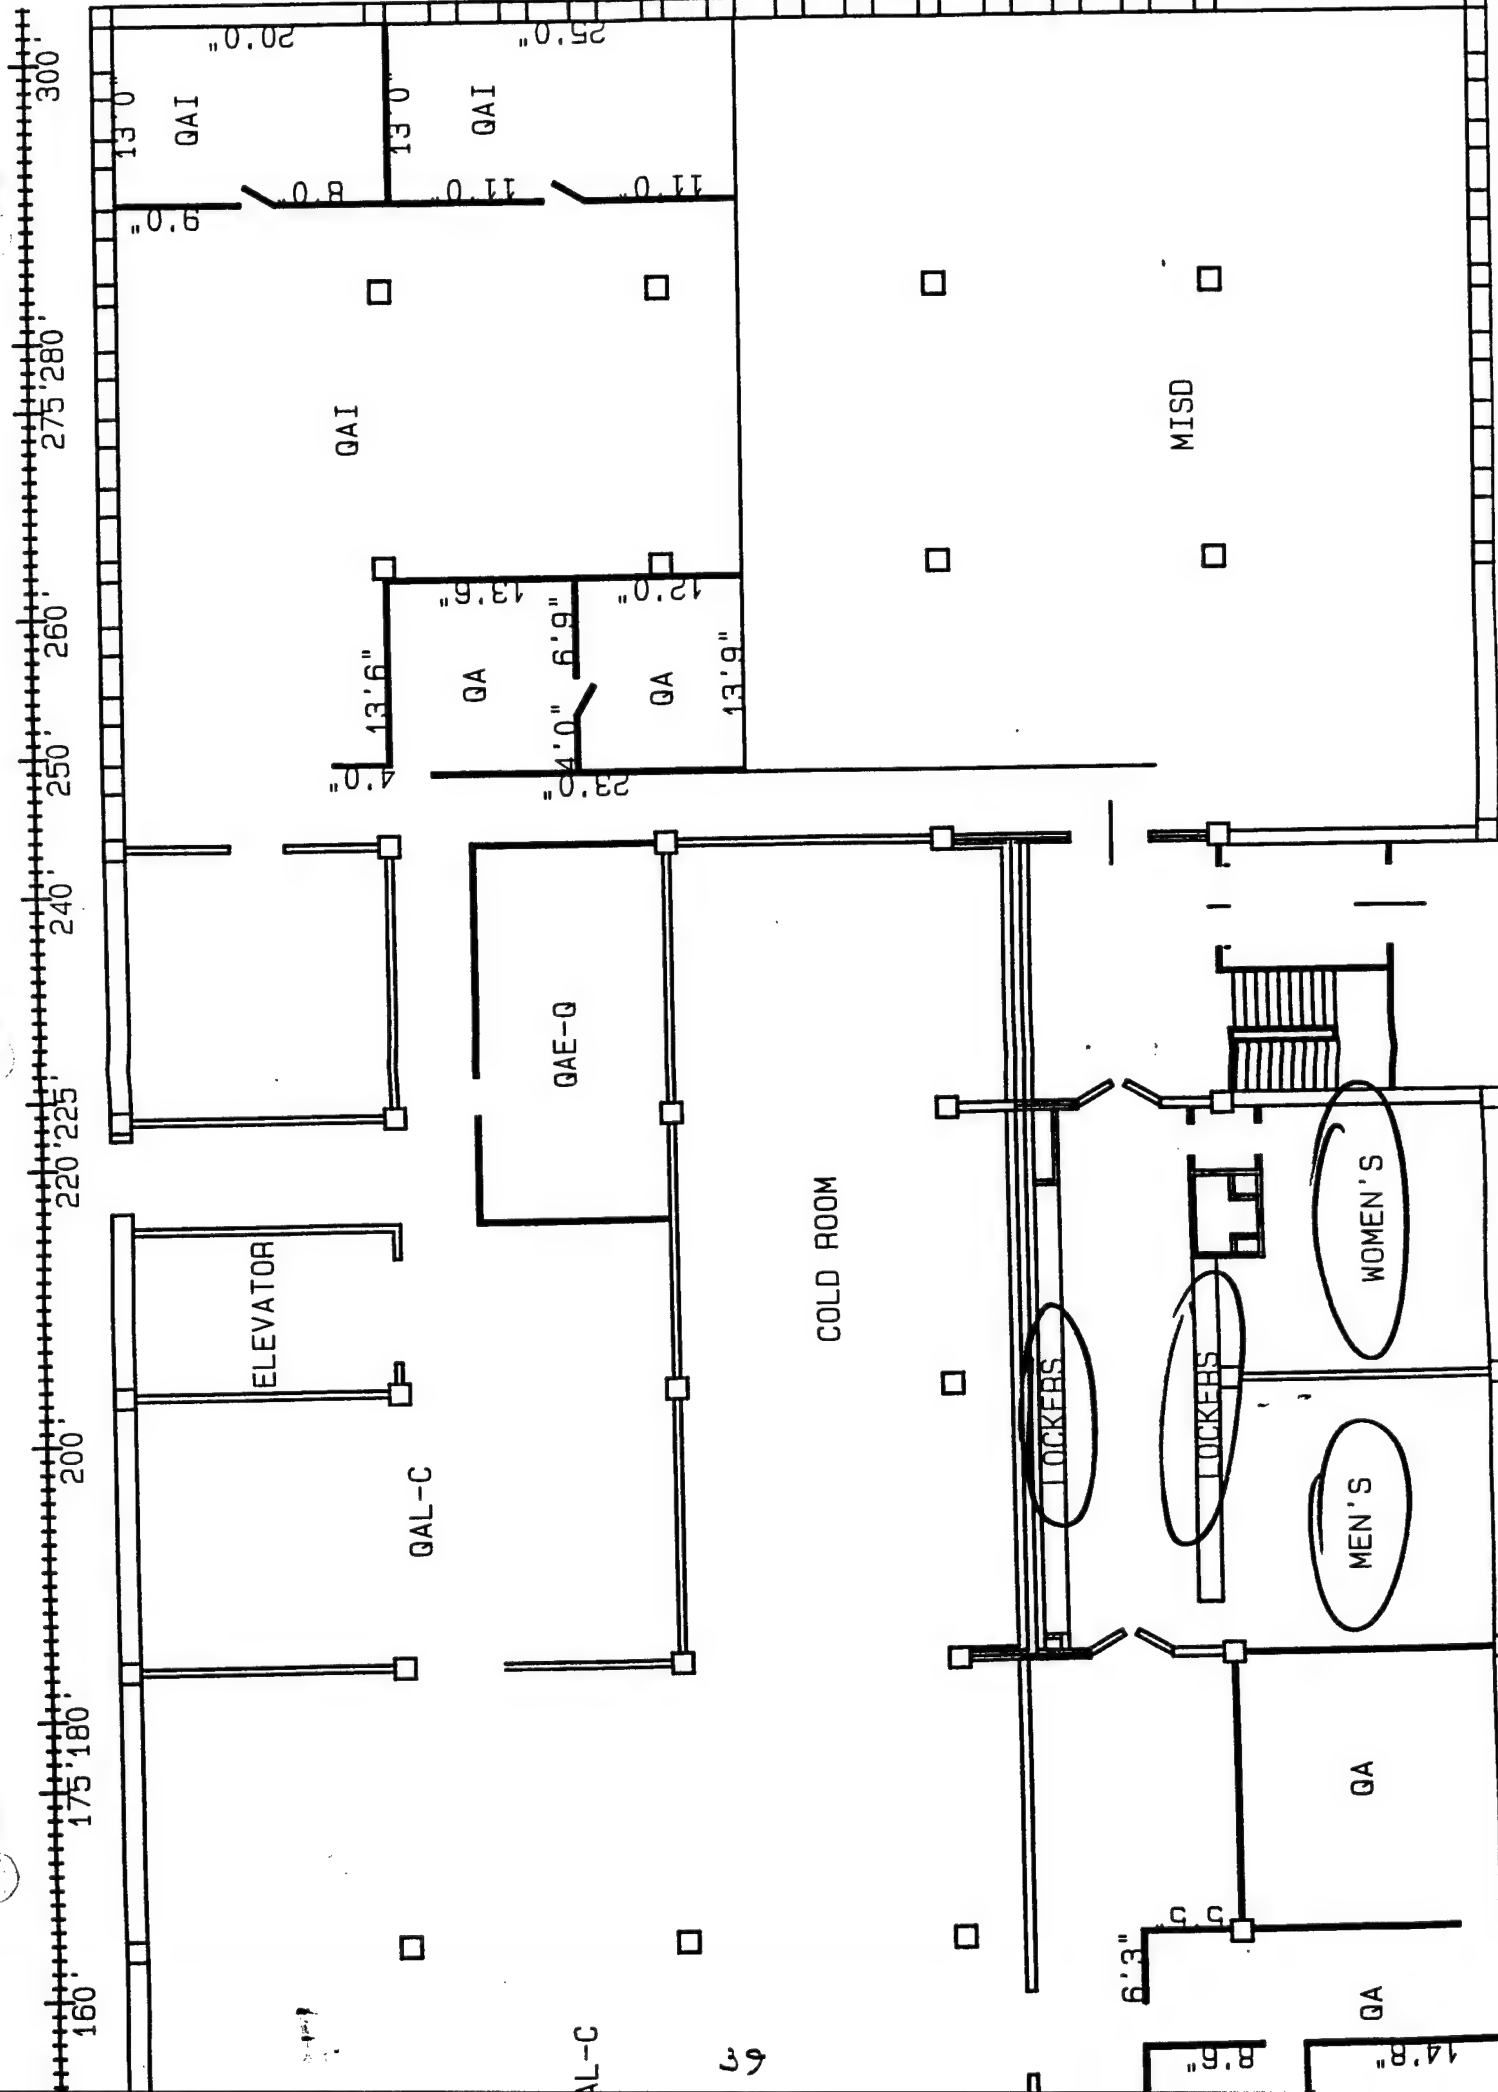 300'
280'
275'
260'
250'
240'
225'
220'
200'
180'
175'
160'
20'0"
25'0"
13'0"
QAI
13'0"
QAI
9'0"
8'0"
11'0"
11'0"
QAI
MISD
13'6"
12'0"
13'6"
QA
6'9"
QA
13'9"
4'0"
4'0"
23'0"
QAE-Q
ELEVATOR
COLD ROOM
WOMEN'S
LOCKERS
LOCKERS
QAL-C
MEN'S
QA
5'5"
6'3"
QA
AL-C
8'6"
14'8"
39